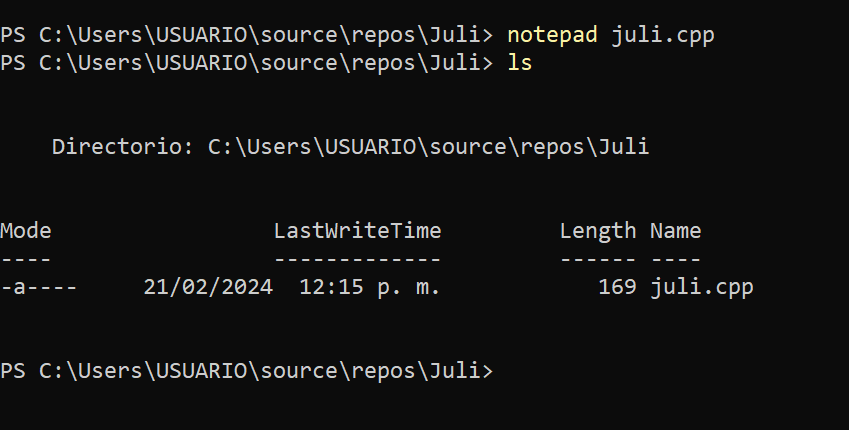 PS C:\Users\USUARIO\source\repos\Juli> notepad juli.cpp
PS C:\Users\USUARIO\source\repos\Juli> ls
Directorio: C:\Users\USUARIO\source\repos\Juli
Mode LastWriteTime Length Name
---- ------------- ------ ----
-a---- 21/02/2024 12:15 p. m. 169 juli.cpp
PS C:\Users\USUARIO\source\repos\Juli>